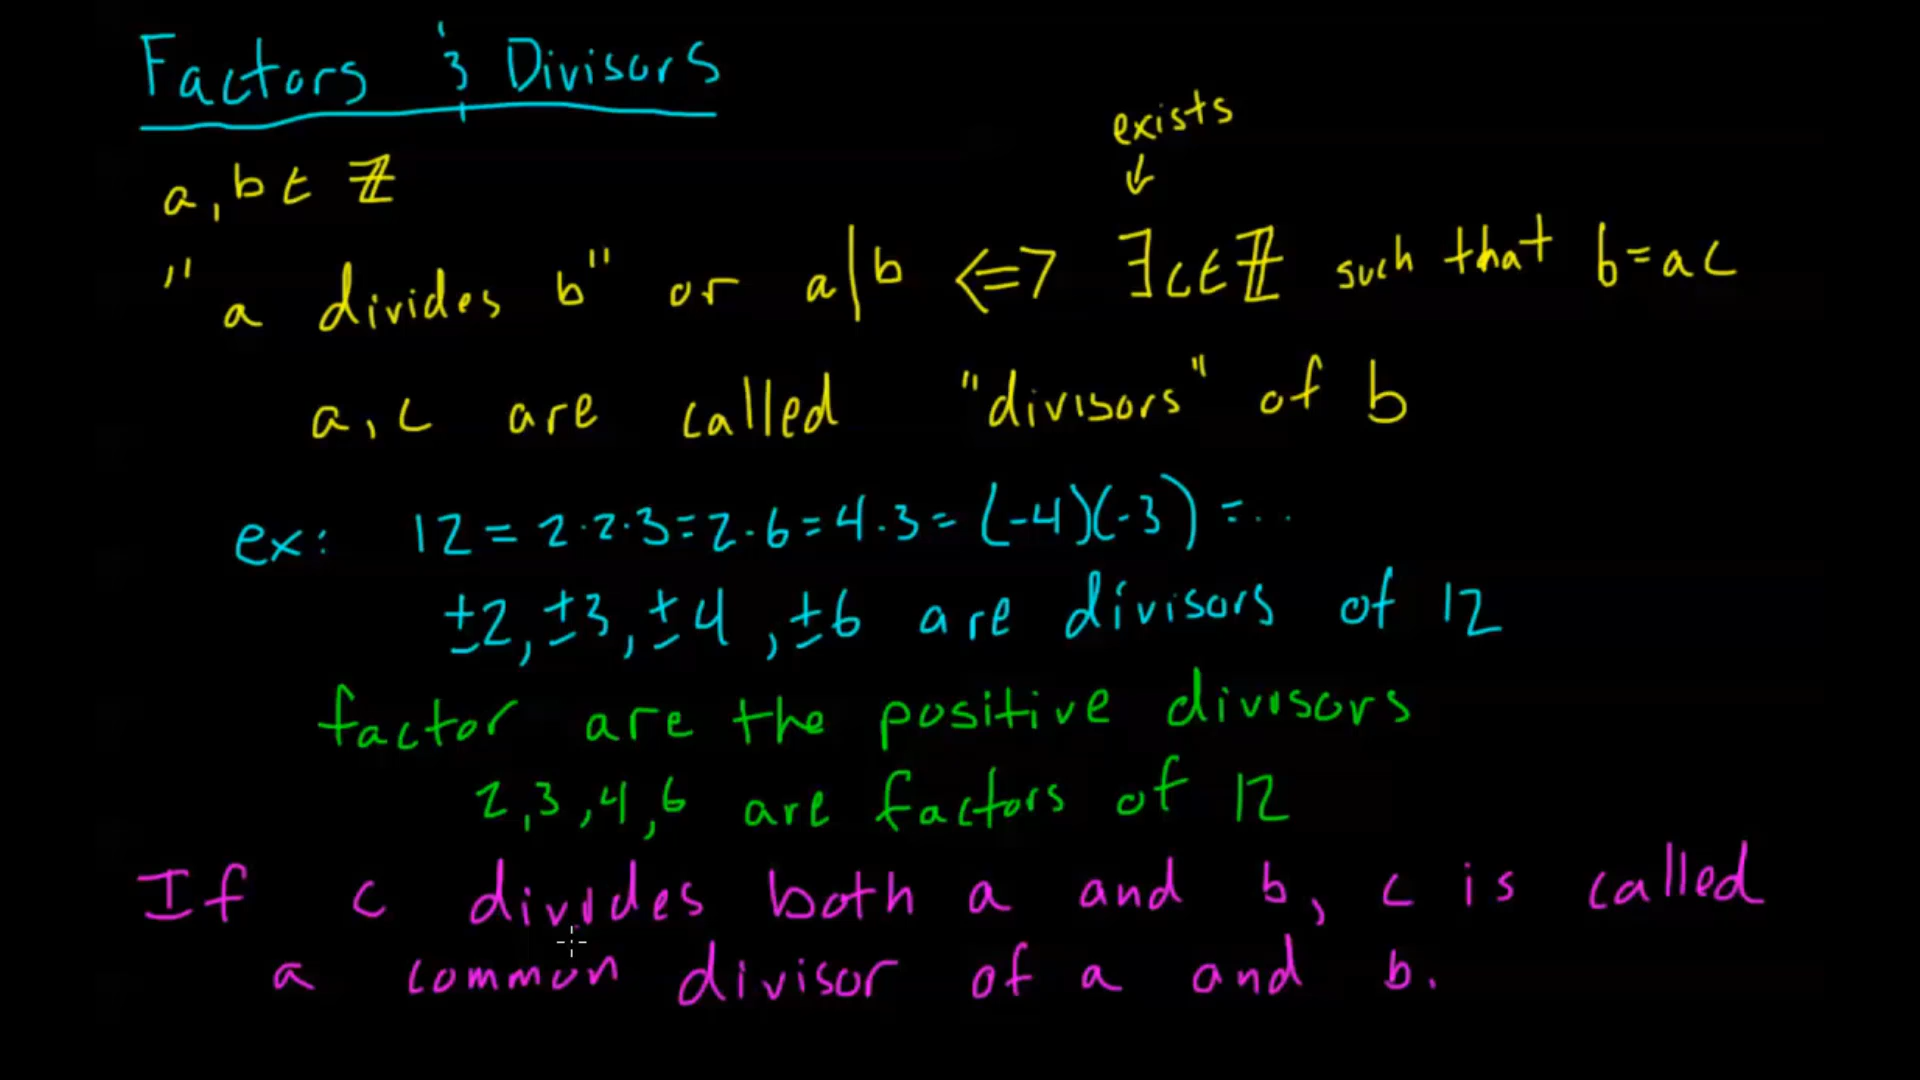 Factors & Divisors
exists
↓
a, b ∈ ℤ
"a divides b" or a|b <=> ∃c∈ℤ such that b=ac
a, c are called "divisors" of b
ex: 12 = 2·2·3 = 2·6 = 4·3 = (-4)(-3) = ...
±2, ±3, ±4, ±6 are divisors of 12
factor are the positive divisors
2, 3, 4, 6 are factors of 12
If c divides both a and b, c is called
a common divisor of a and b.